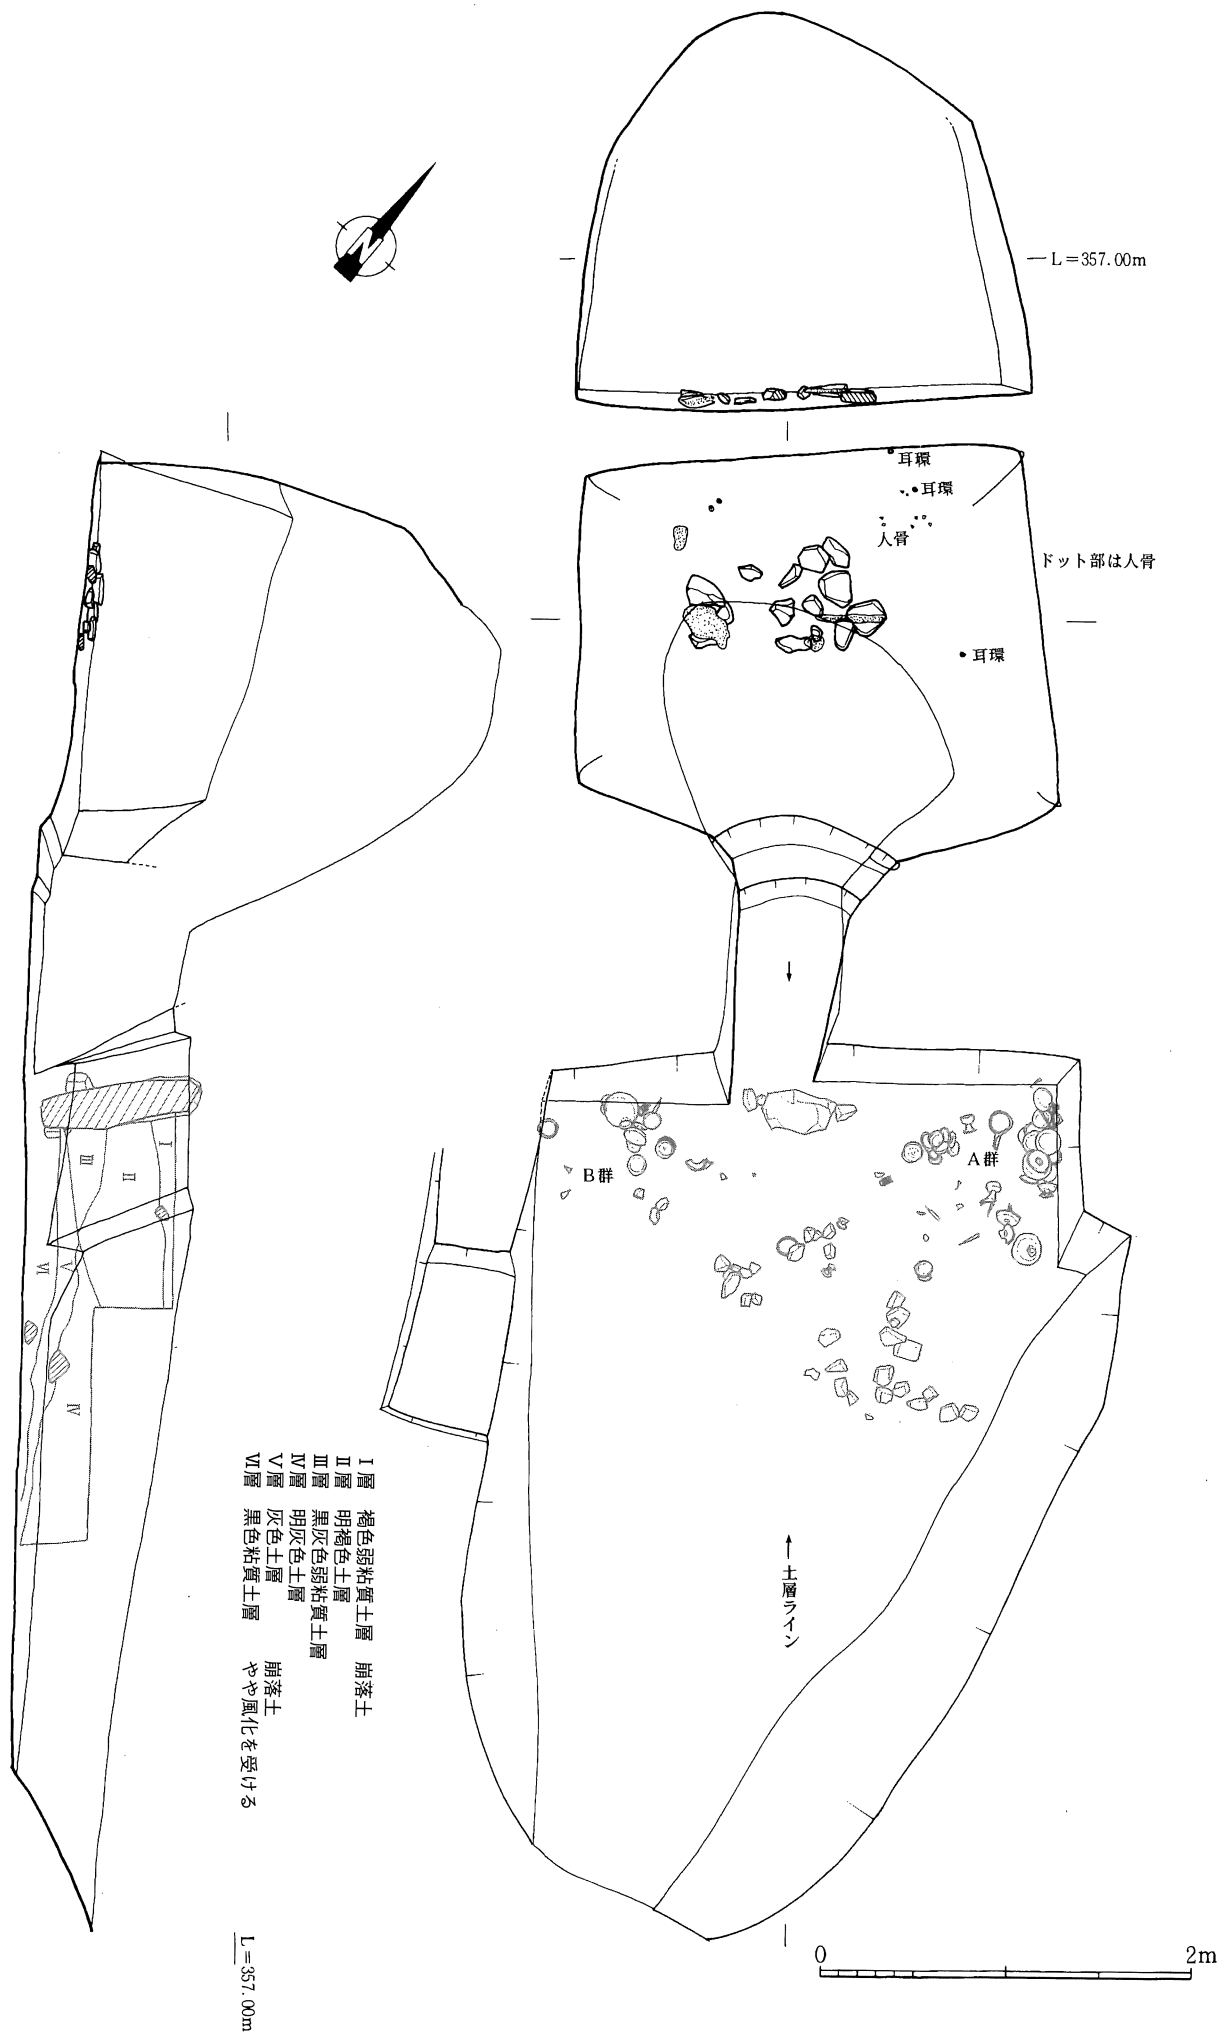 N
L=357.00m
耳環
耳環
人骨
ドット部は人骨
耳環
A群
B群
I
II
III
V
VI
IV
←土層ライン
I層 褐色弱粘質土層 崩落土
II層 明褐色土層
III層 黒灰色弱粘質土層
IV層 明灰色土層
V層 灰色土層 崩落土
VI層 黒色粘質土層 やや風化を受ける
L=357.00m
0 2m